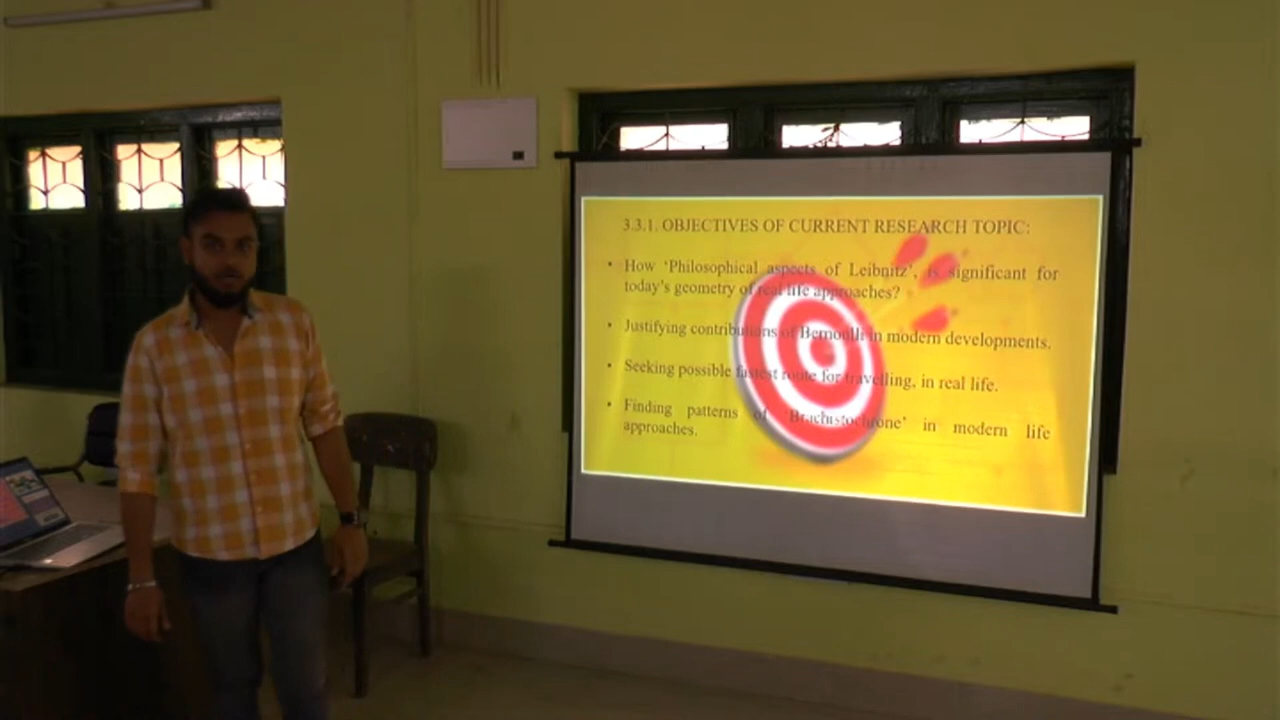 3.3.1. OBJECTIVES OF CURRENT RESEARCH TOPIC:
• How ‘Philosophical aspects of Leibnitz’, is significant for
today's geometry of real life approaches?
• Justifying contributions of Bernoulli in modern developments.
• Seeking possible fastest route for travelling, in real life.
• Finding patterns of ‘Brachistochrone’ in modern life
approaches.